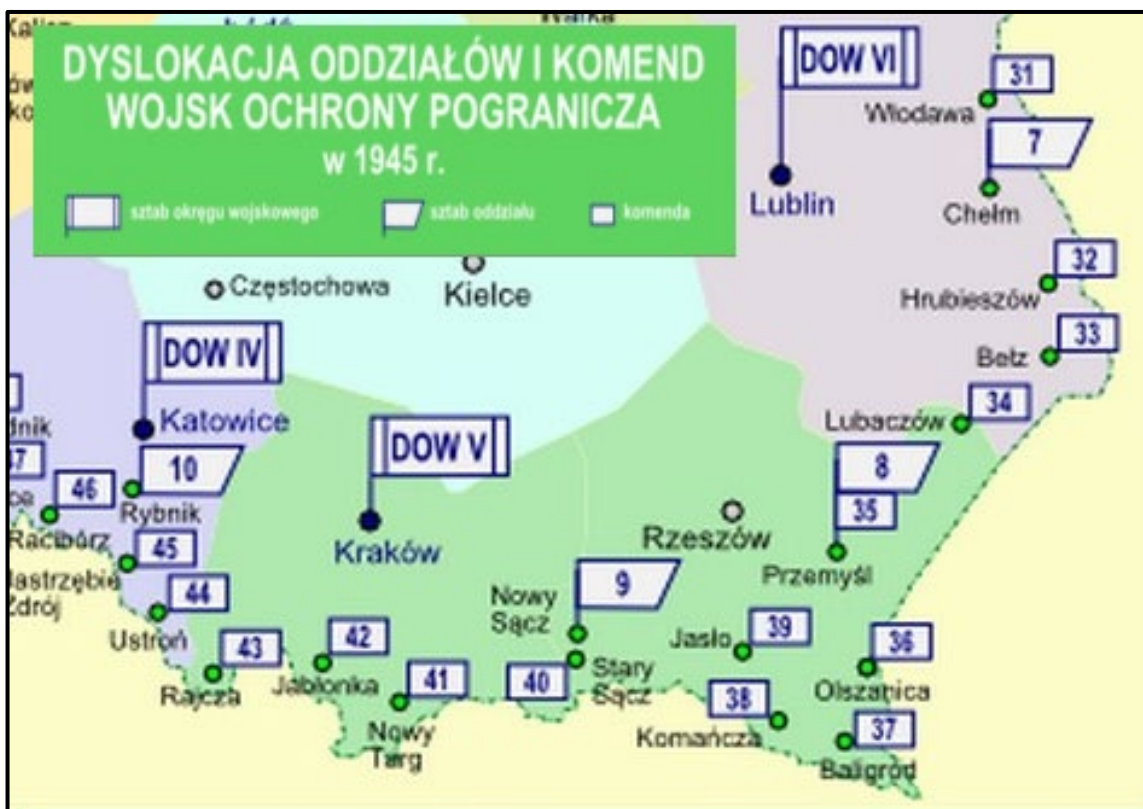 DYSLOKACJA ODDZIAŁÓW I KOMEND
WOJSK OCHRONY POGRANICZA
w 1945 r.
sztab okręgu wojskowego
sztab oddziału
komenda
DOW VI
Lublin
31
Włodawa
7
Chełm
32
Hrubieszów
33
Bełz
34
Lubaczów
Częstochowa
Kielce
DOW IV
Katowice
10
Rybnik
46
Racibórz
45
Zdrój
44
Ustroń
43
Rajcza
DOW V
Kraków
42
Jabłonka
41
Nowy
Targ
9
Nowy
Sącz
40
Stary
Sącz
Rzeszów
8
35
Przemyśl
39
Jasło
36
Olszanica
38
Komańcza
37
Baligród